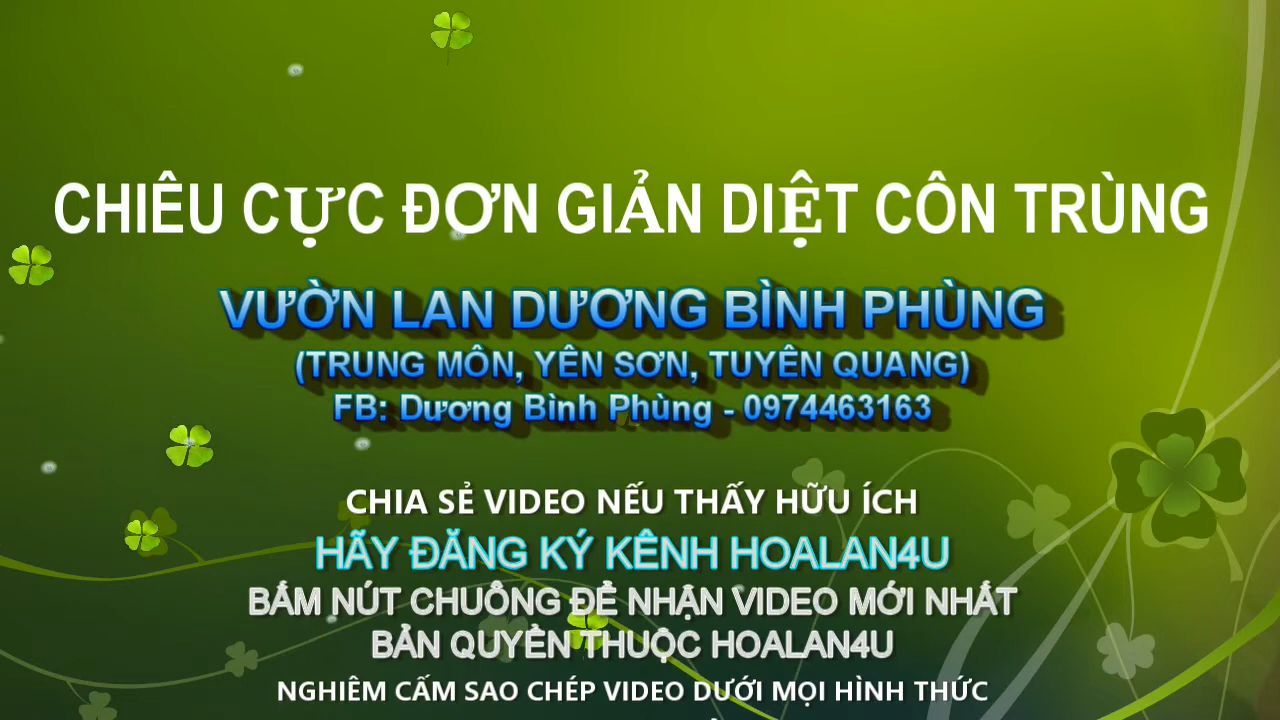 CHIÊU CỰC ĐƠN GIẢN DIỆT CÔN TRÙNG
VƯỜN LAN DƯƠNG BÌNH PHÙNG
(TRUNG MÔN, YÊN SƠN, TUYÊN QUANG)
FB: Dương Bình Phùng - 0974463163
CHIA SẺ VIDEO NẾU THẤY HỮU ÍCH
HÃY ĐĂNG KÝ KÊNH HOALAN4U
BẤM NÚT CHUÔNG ĐỂ NHẬN VIDEO MỚI NHẤT
BẢN QUYỀN THUỘC HOALAN4U
NGHIÊM CẤM SAO CHÉP VIDEO DƯỚI MỌI HÌNH THỨC